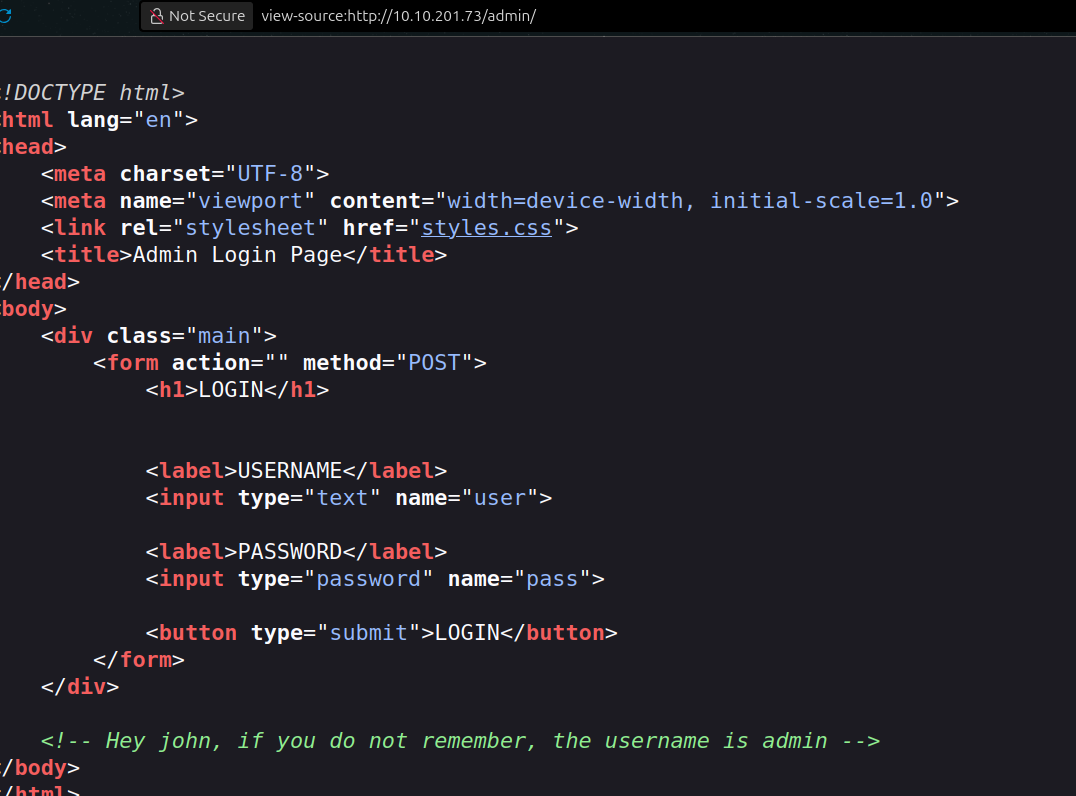 Not Secure view-source:http://10.10.201.73/admin/
<!DOCTYPE html>
<html lang="en">
<head>
<meta charset="UTF-8">
<meta name="viewport" content="width=device-width, initial-scale=1.0">
<link rel="stylesheet" href="styles.css">
<title>Admin Login Page</title>
</head>
<body>
<div class="main">
<form action="" method="POST">
<h1>LOGIN</h1>
<label>USERNAME</label>
<input type="text" name="user">
<label>PASSWORD</label>
<input type="password" name="pass">
<button type="submit">LOGIN</button>
</form>
</div>
<!-- Hey john, if you do not remember, the username is admin -->
</body>
</html>